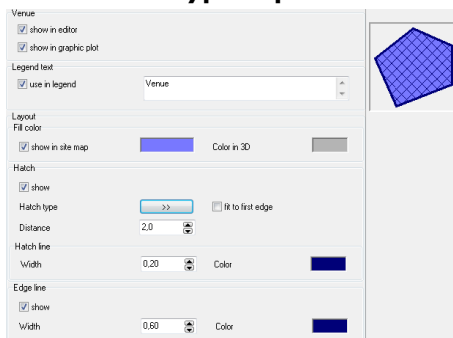 Venue
show in editor
show in graphic plot
Legend text
use in legend Venue
Layout
Fill color
show in site map Color in 3D
Hatch
show
Hatch type >> fit to first edge
Distance 2,0
Hatch line
Width 0,20 Color
Edge line
show
Width 0,60 Color